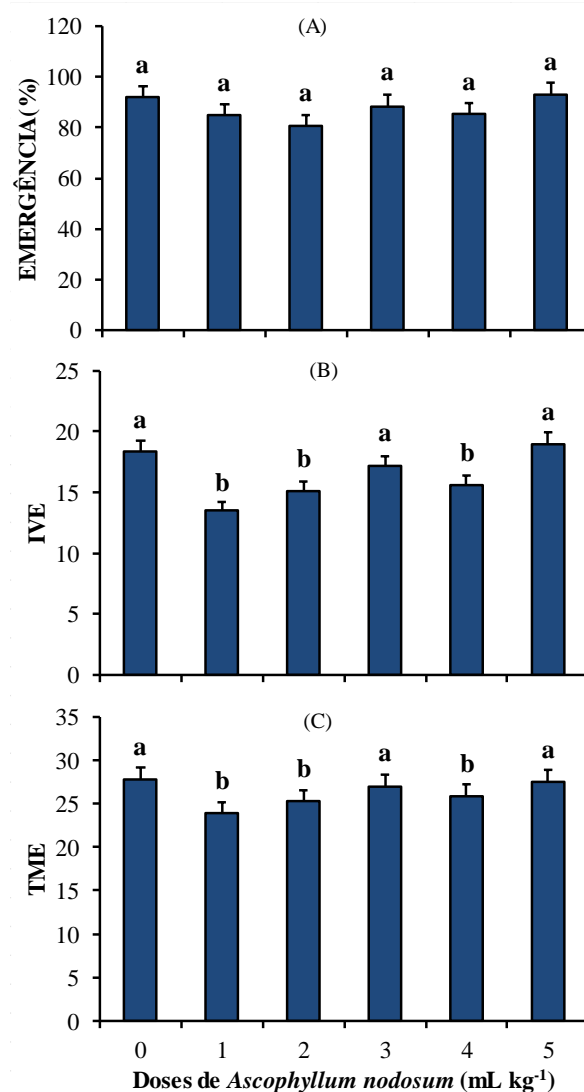 (A)
120
100
80
60
40
20
0
EMERGÊNCIA(%)
a a a a a a
(B)
25
20
15
10
5
0
IVE
a b b a b a
(C)
35
30
25
20
15
10
5
0
TME
a b b a b a
0 1 2 3 4 5
Doses de Ascophyllum nodosum (mL kg⁻¹)